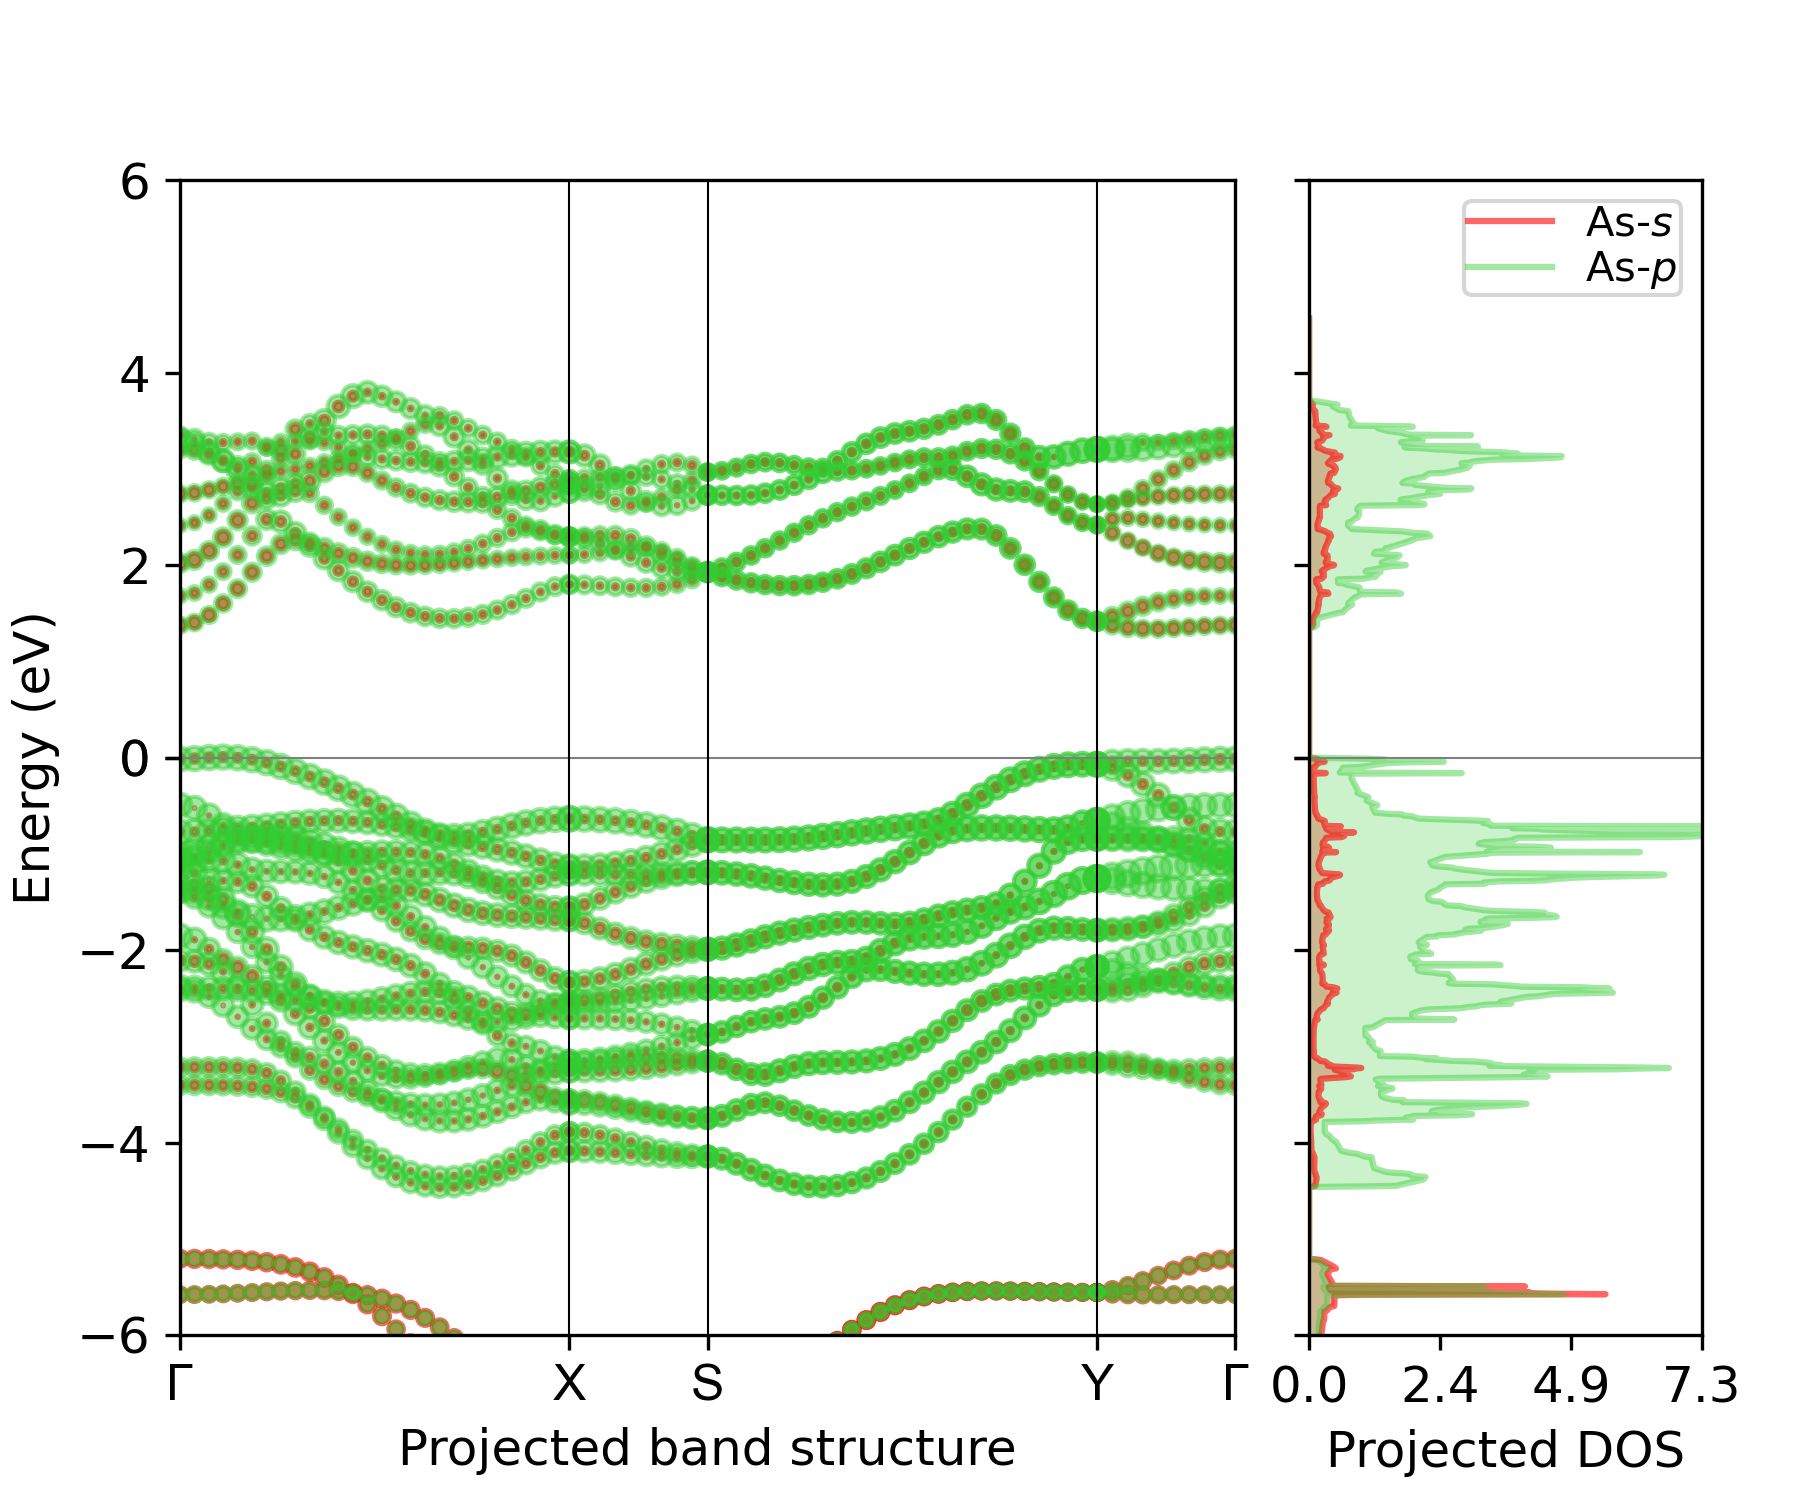 6
4
2
0
−2
−4
−6
Energy (eV)
Γ X S Y Γ
Projected band structure
As-s
As-p
0.0 2.4 4.9 7.3
Projected DOS